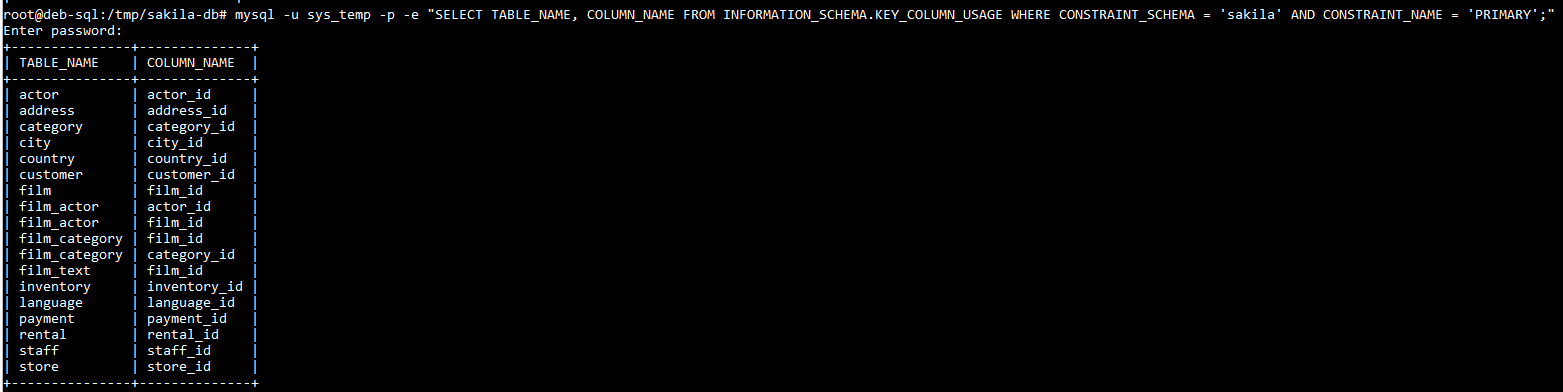 root@deb-sql:/tmp/sakila-db# mysql -u sys_temp -p -e "SELECT TABLE_NAME, COLUMN_NAME FROM INFORMATION_SCHEMA.KEY_COLUMN_USAGE WHERE CONSTRAINT_SCHEMA = 'sakila' AND CONSTRAINT_NAME = 'PRIMARY';"
Enter password:
+---------------+--------------+
| TABLE_NAME    | COLUMN_NAME  |
+---------------+--------------+
| actor         | actor_id     |
| address       | address_id   |
| category      | category_id  |
| city          | city_id      |
| country       | country_id   |
| customer      | customer_id  |
| film          | film_id      |
| film_actor    | actor_id     |
| film_actor    | film_id      |
| film_category | film_id      |
| film_category | category_id  |
| film_text     | film_id      |
| inventory     | inventory_id |
| language      | language_id  |
| payment       | payment_id   |
| rental        | rental_id    |
| staff         | staff_id     |
| store         | store_id     |
+---------------+--------------+